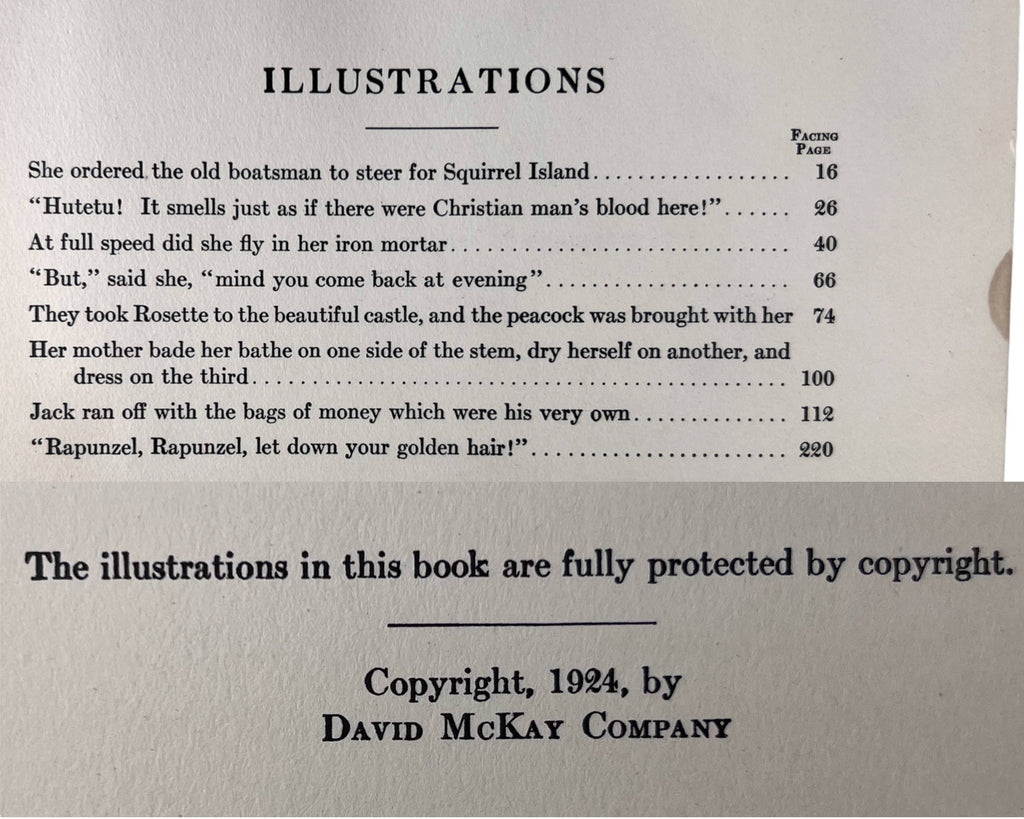 ILLUSTRATIONS
FACING
PAGE
She ordered the old boatsman to steer for Squirrel Island.................. 16
“Hutetu! It smells just as if there were Christian man’s blood here!”...... 26
At full speed did she fly in her iron mortar.............................. 40
“But,” said she, “mind you come back at evening”...................... 66
They took Rosette to the beautiful castle, and the peacock was brought with her 74
Her mother bade her bathe on one side of the stem, dry herself on another, and
dress on the third................................................ 100
Jack ran off with the bags of money which were his very own.............. 112
“Rapunzel, Rapunzel, let down your golden hair!”....................... 220
The illustrations in this book are fully protected by copyright.
Copyright, 1924, by
DAVID MCKAY COMPANY